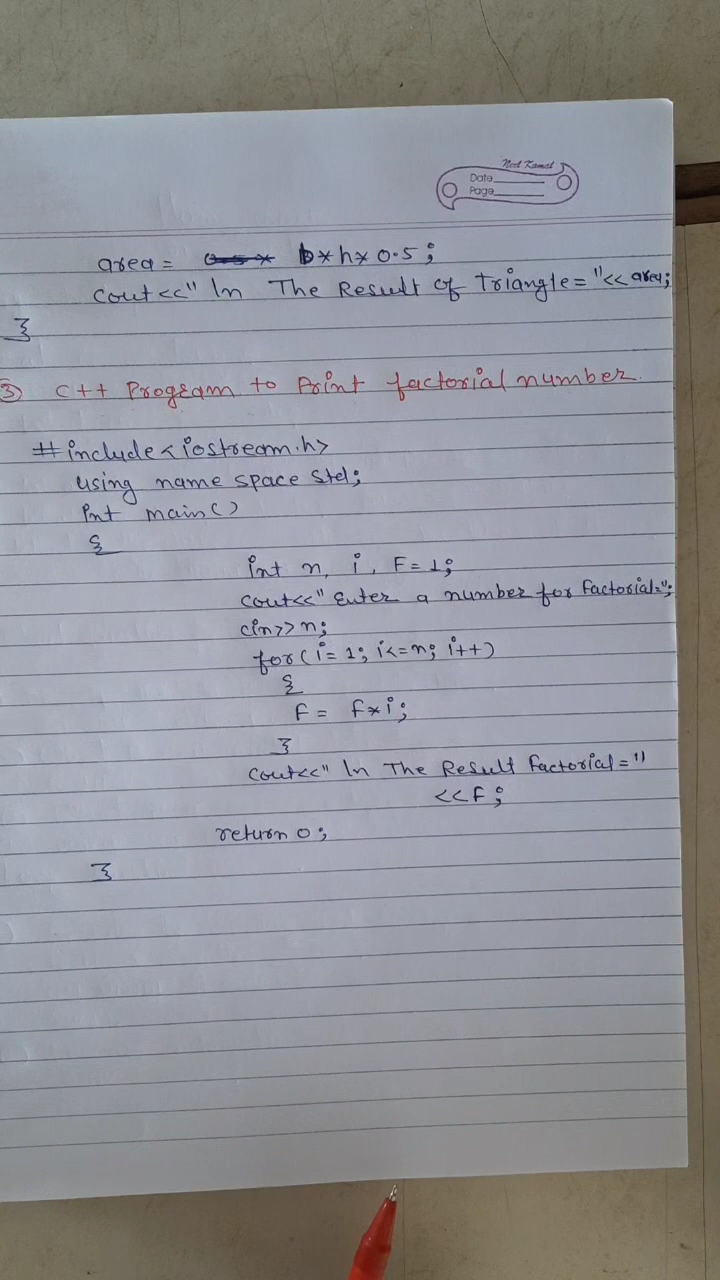 Neel Kamal
Date
Page
area = b*h*0.5;
cout<<" In The Result of Triangle="<<area;
}
③ C++ Program to Print factorial number.
#include<iostream.h>
using name space std;
int main()
{
int n, i, F=1;
cout<<" Enter a number for Factorial=";
cin>>n;
for(i=1; i<=n; i++)
{
F = F*i;
}
cout<<" In The Result Factorial="
<<F;
return 0;
}